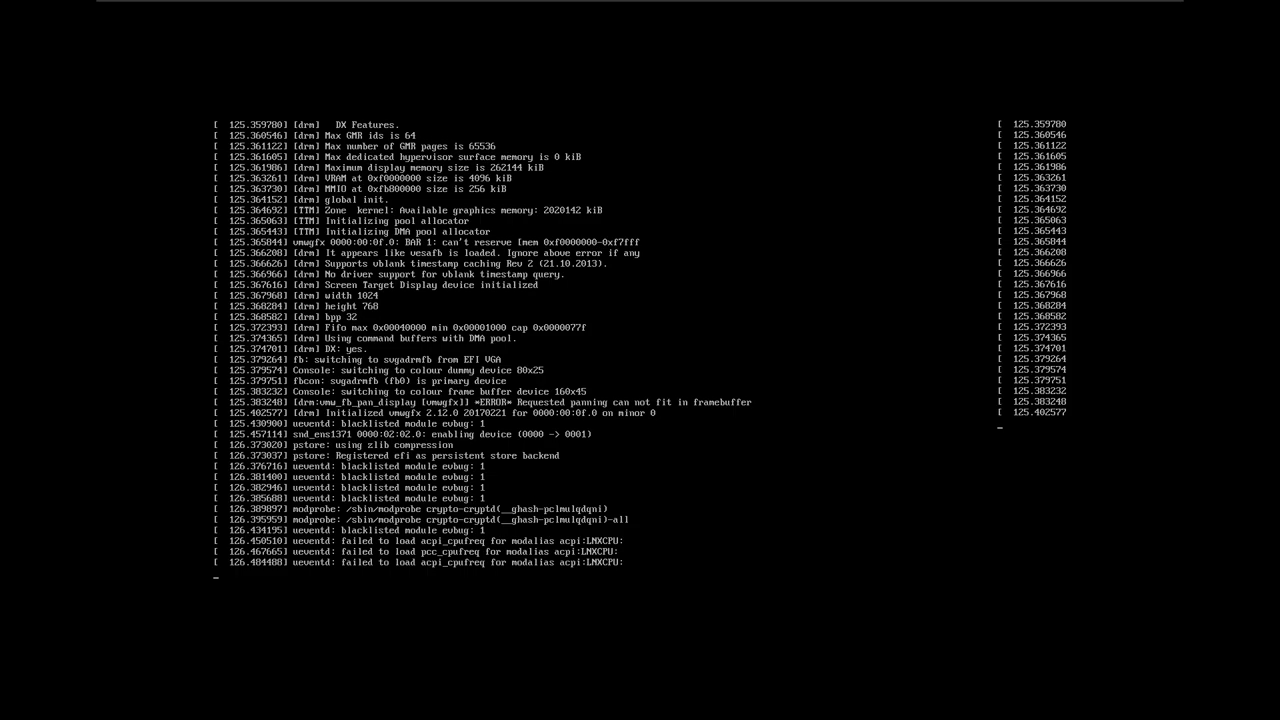 [  125.359780] [drm]   DX Features.
[  125.360546] [drm] Max GMR ids is 64
[  125.361122] [drm] Max number of GMR pages is 65536
[  125.361605] [drm] Max dedicated hypervisor surface memory is 0 kiB
[  125.361986] [drm] Maximum display memory size is 262144 kiB
[  125.363261] [drm] VRAM at 0xf0000000 size is 4096 kiB
[  125.363730] [drm] MMIO at 0xfb800000 size is 256 kiB
[  125.364152] [drm] global init.
[  125.364692] [TTM] Zone  kernel: Available graphics memory: 2020142 kiB
[  125.365063] [TTM] Initializing pool allocator
[  125.365443] [TTM] Initializing DMA pool allocator
[  125.365844] vmwgfx 0000:00:0f.0: BAR 1: can't reserve [mem 0xf0000000-0xf7fff
[  125.366208] [drm] It appears like vesafb is loaded. Ignore above error if any
[  125.366626] [drm] Supports vblank timestamp caching Rev 2 (21.10.2013).
[  125.366966] [drm] No driver support for vblank timestamp query.
[  125.367616] [drm] Screen Target Display device initialized
[  125.367968] [drm] width 1024
[  125.368284] [drm] height 768
[  125.368582] [drm] bpp 32
[  125.372393] [drm] Fifo max 0x00040000 min 0x00001000 cap 0x0000077f
[  125.374365] [drm] Using command buffers with DMA pool.
[  125.374701] [drm] DX: yes.
[  125.379264] fb: switching to svgadrmfb from EFI VGA
[  125.379574] Console: switching to colour dummy device 80x25
[  125.379751] fbcon: svgadrmfb (fb0) is primary device
[  125.383232] Console: switching to colour frame buffer device 160x45
[  125.383248] [drm:vmw_fb_pan_display [vmwgfx]] *ERROR* Requested panning can not fit in framebuffer
[  125.402577] [drm] Initialized vmwgfx 2.12.0 20170221 for 0000:00:0f.0 on minor 0
[  125.430900] ueventd: blacklisted module evbug: 1
[  125.457114] snd_ens1371 0000:02:02.0: enabling device (0000 -> 0001)
[  126.373020] pstore: using zlib compression
[  126.373037] pstore: Registered efi as persistent store backend
[  126.376716] ueventd: blacklisted module evbug: 1
[  126.381400] ueventd: blacklisted module evbug: 1
[  126.382946] ueventd: blacklisted module evbug: 1
[  126.385688] ueventd: blacklisted module evbug: 1
[  126.389897] modprobe: /sbin/modprobe crypto-cryptd(__ghash-pclmulqdqni)
[  126.395959] modprobe: /sbin/modprobe crypto-cryptd(__ghash-pclmulqdqni)-all
[  126.434195] ueventd: blacklisted module evbug: 1
[  126.450510] ueventd: failed to load acpi_cpufreq for modalias acpi:LNXCPU:
[  126.467665] ueventd: failed to load pcc_cpufreq for modalias acpi:LNXCPU:
[  126.484488] ueventd: failed to load acpi_cpufreq for modalias acpi:LNXCPU:
_
[  125.359780
[  125.360546
[  125.361122
[  125.361605
[  125.361986
[  125.363261
[  125.363730
[  125.364152
[  125.364692
[  125.365063
[  125.365443
[  125.365844
[  125.366208
[  125.366626
[  125.366966
[  125.367616
[  125.367968
[  125.368284
[  125.368582
[  125.372393
[  125.374365
[  125.374701
[  125.379264
[  125.379574
[  125.379751
[  125.383232
[  125.383248
[  125.402577
_